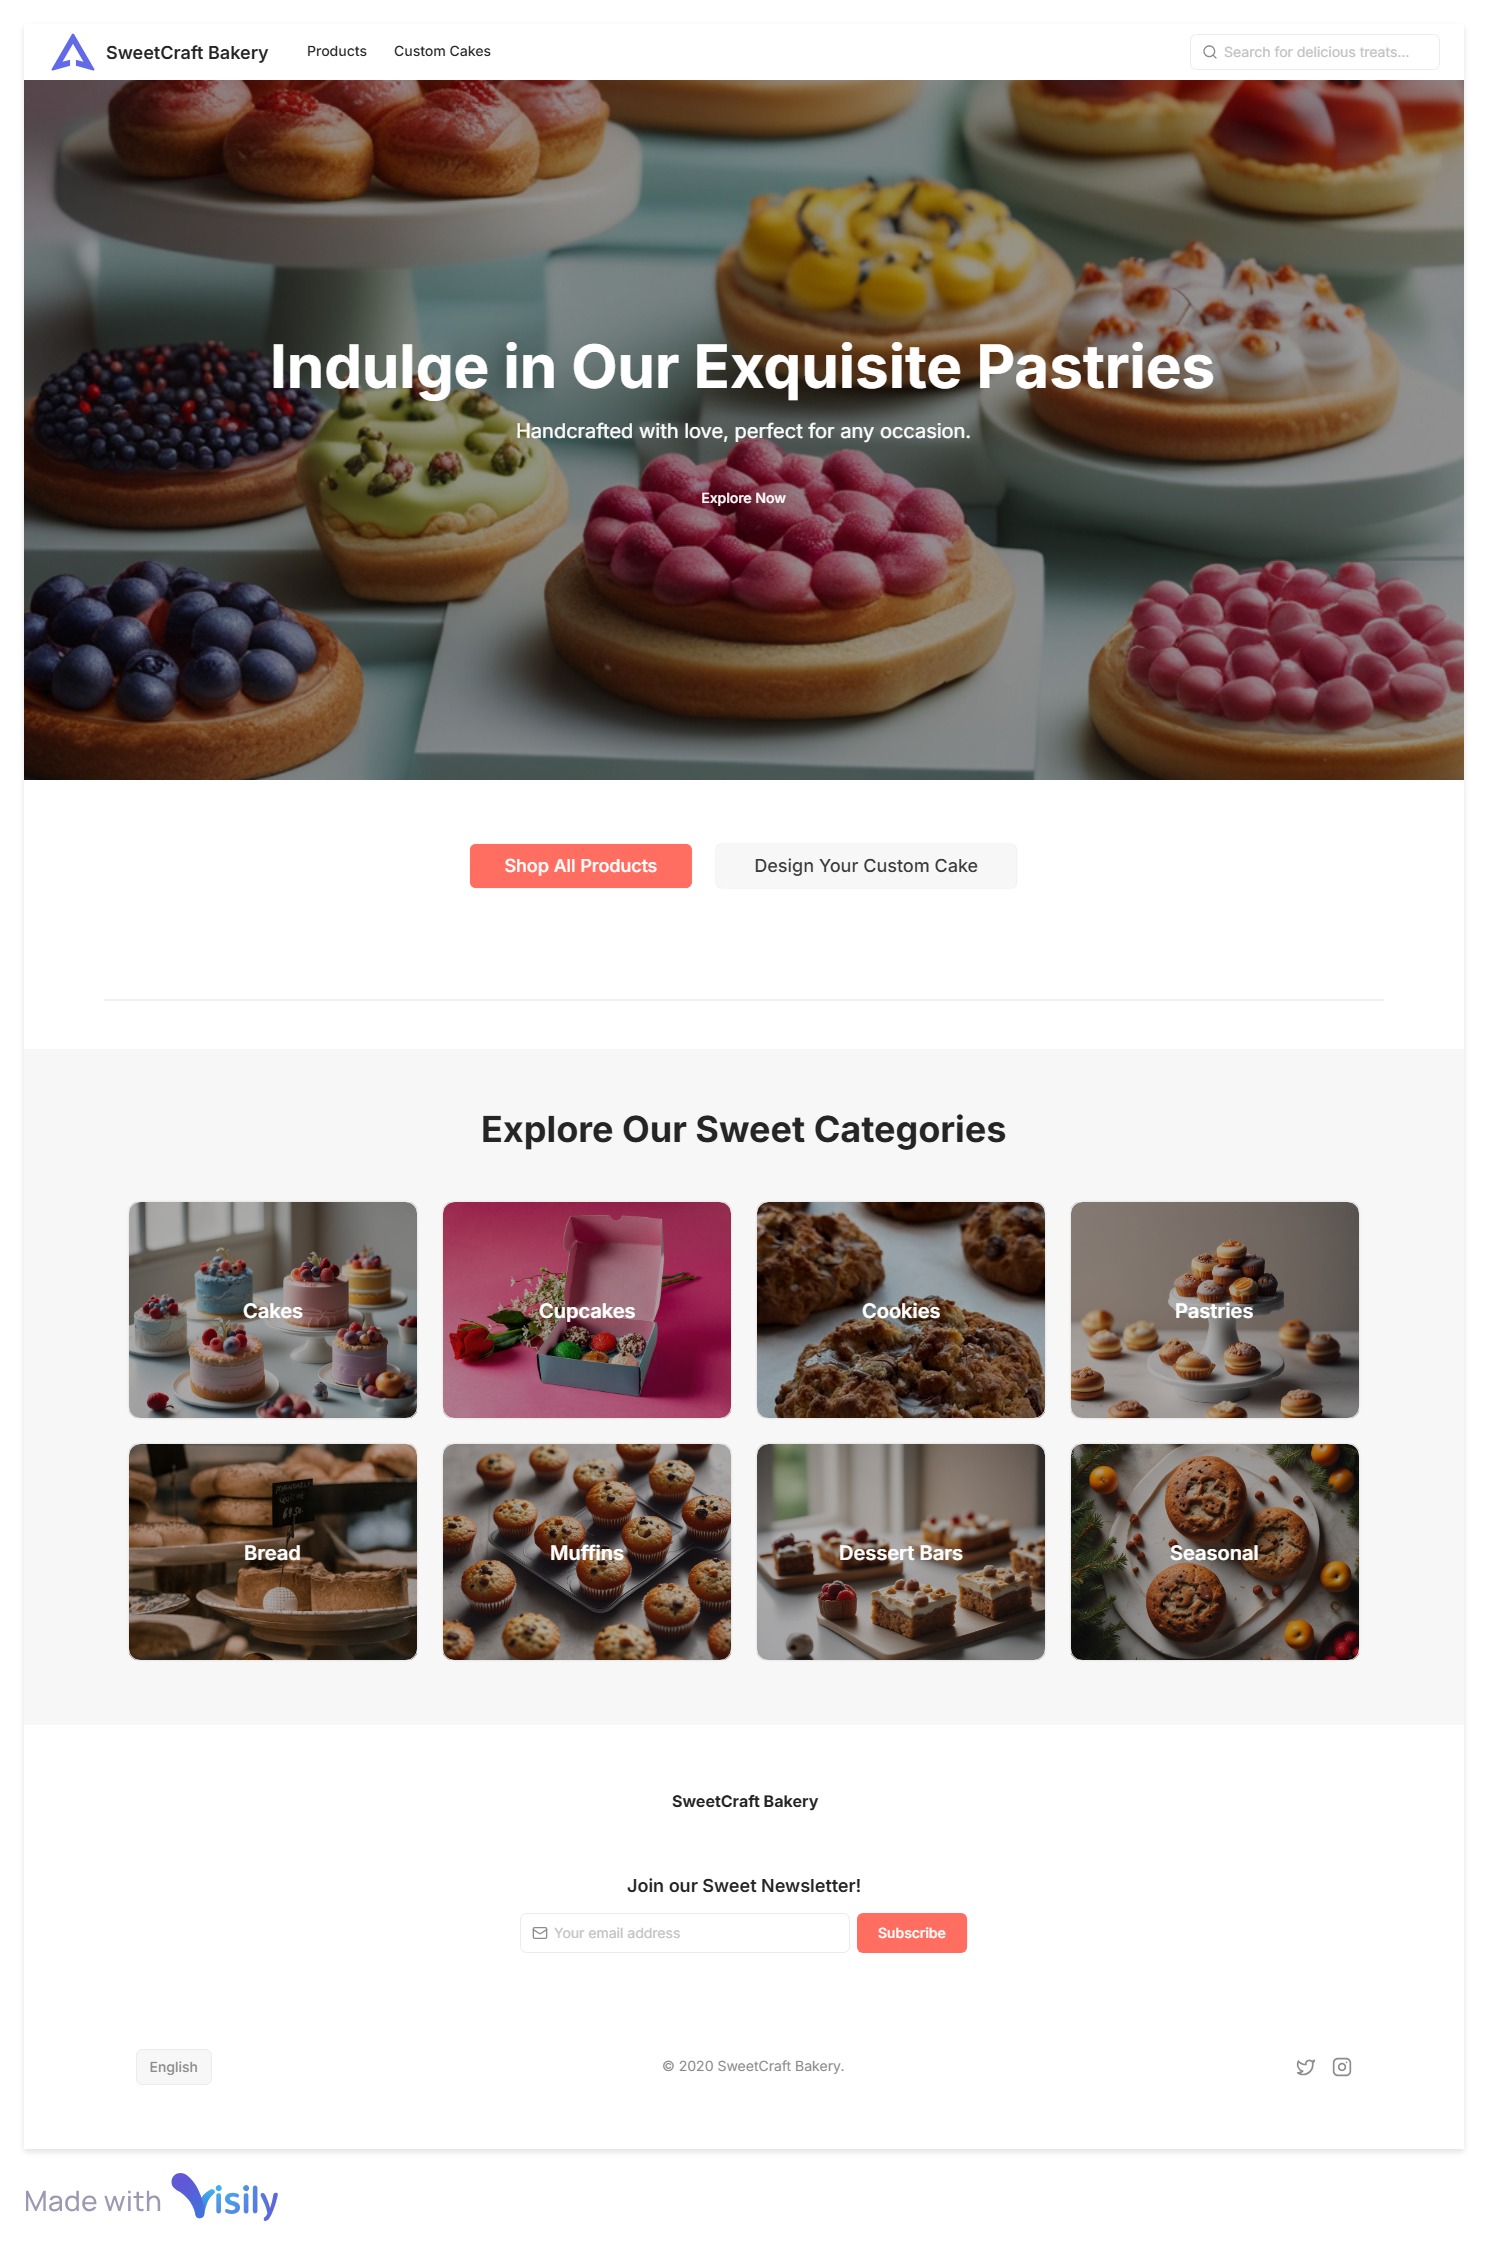 SweetCraft Bakery
Products
Custom Cakes
Search for delicious treats...
Indulge in Our Exquisite Pastries
Handcrafted with love, perfect for any occasion.
Explore Now
Shop All Products
Design Your Custom Cake
Explore Our Sweet Categories
Cakes
Cupcakes
Cookies
Pastries
Bread
Muffins
Dessert Bars
Seasonal
SweetCraft Bakery
Join our Sweet Newsletter!
Your email address
Subscribe
English
© 2020 SweetCraft Bakery.
Made with Visily